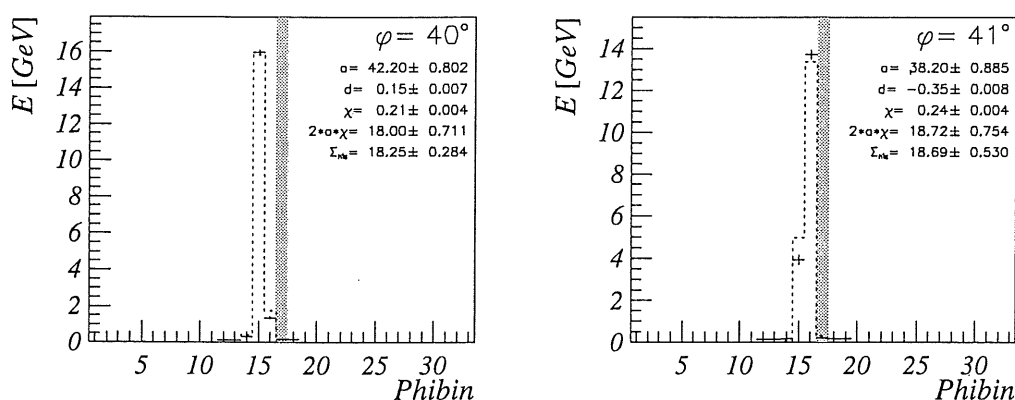 E [GeV]
φ= 40°
a= 42.20± 0.802
d= 0.15± 0.007
χ= 0.21± 0.004
2*a*χ= 18.00± 0.711
= 18.25± 0.284
16
14
12
10
8
6
4
2
0
5 10 15 20 25 30
Phibin
E [GeV]
φ= 41°
a= 38.20± 0.885
d= −0.35± 0.008
χ= 0.24± 0.004
2*a*χ= 18.72± 0.754
= 18.69± 0.530
14
12
10
8
6
4
2
0
5 10 15 20 25 30
Phibin